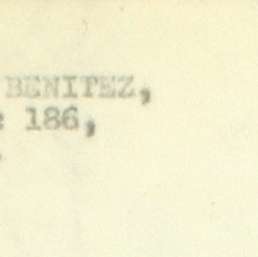 BENITEZ,
: 186,
,